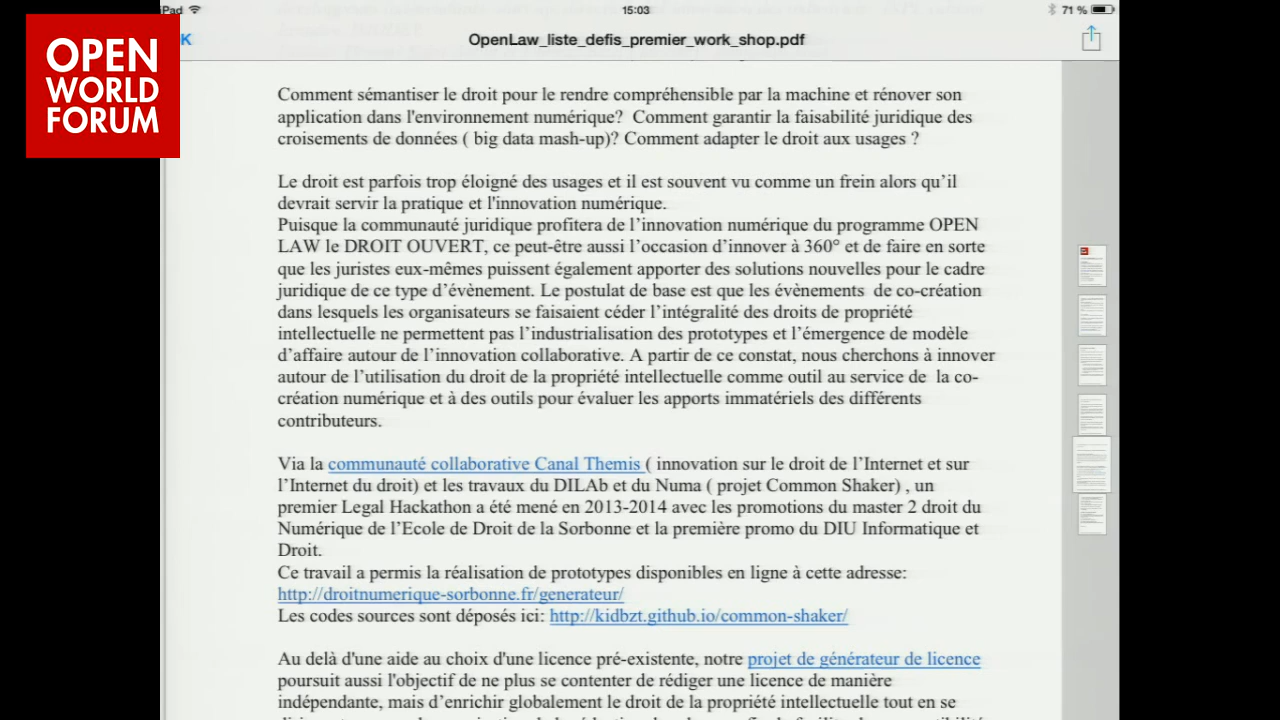 iPad
15:03
71 %
K
OpenLaw_liste_defis_premier_work_shop.pdf
OPEN
WORLD
FORUM
Comment sémantiser le droit pour le rendre compréhensible par la machine et rénover son
application dans l'environnement numérique?  Comment garantir la faisabilité juridique des
croisements de données ( big data mash-up)? Comment adapter le droit aux usages ?
Le droit est parfois trop éloigné des usages et il est souvent vu comme un frein alors qu’il
devrait servir la pratique et l'innovation numérique.
Puisque la communauté juridique profitera de l’innovation numérique du programme OPEN
LAW le DROIT OUVERT, ce peut-être aussi l’occasion d’innover à 360° et de faire en sorte
que les juristes eux-mêmes puissent également apporter des solutions nouvelles pour le cadre
juridique de ce type d’événement. Le postulat de base est que les évènements  de co-création
dans lesquels les organisateurs se faisaient céder l’intégralité des droits de propriété
intellectuelle ne permettent pas l’industrialisation des prototypes et l’émergence de modèle
d’affaire autour de l’innovation collaborative. A partir de ce constat, nous cherchons à innover
autour de l’utilisation du droit de la propriété intellectuelle comme outil au service de  la co-
création numérique et à des outils pour évaluer les apports immatériels des différents
contributeurs.
Via la communauté collaborative Canal Themis ( innovation sur le droit de l’Internet et sur
l’Internet du droit) et les travaux du DILAb et du Numa ( projet Common Shaker) , un
premier Legal Hackathon a été mené en 2013-2014 avec les promotions du master 2 droit du
Numérique de l’Ecole de Droit de la Sorbonne et la première promo du DIU Informatique et
Droit.
Ce travail a permis la réalisation de prototypes disponibles en ligne à cette adresse:
http://droitnumerique-sorbonne.fr/generateur/
Les codes sources sont déposés ici: http://kidbzt.github.io/common-shaker/
Au delà d'une aide au choix d'une licence pré-existente, notre projet de générateur de licence
poursuit aussi l'objectif de ne plus se contenter de rédiger une licence de manière
indépendante, mais d’enrichir globalement le droit de la propriété intellectuelle tout en se